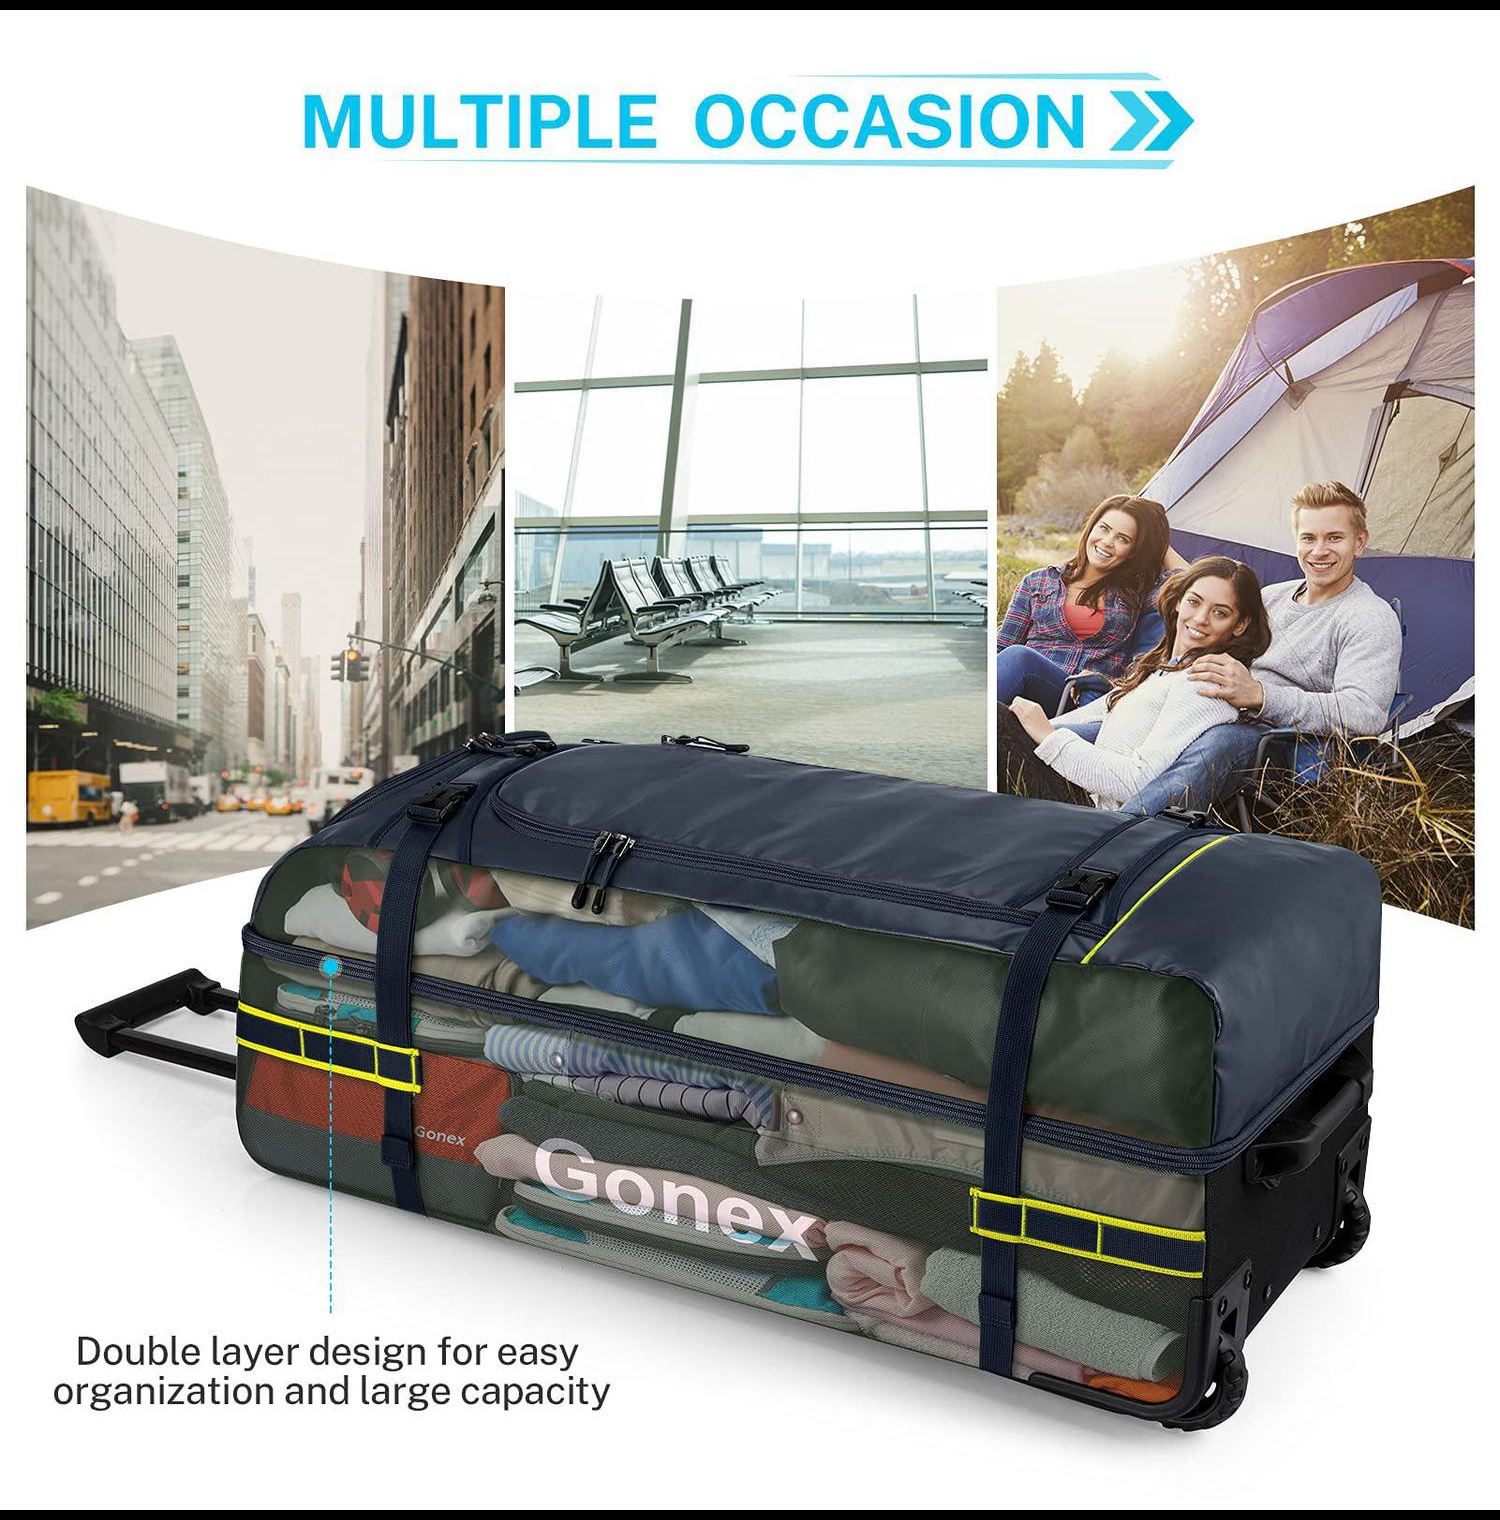 MULTIPLE OCCASION
Gonex
Gonex
Double layer design for easy
organization and large capacity